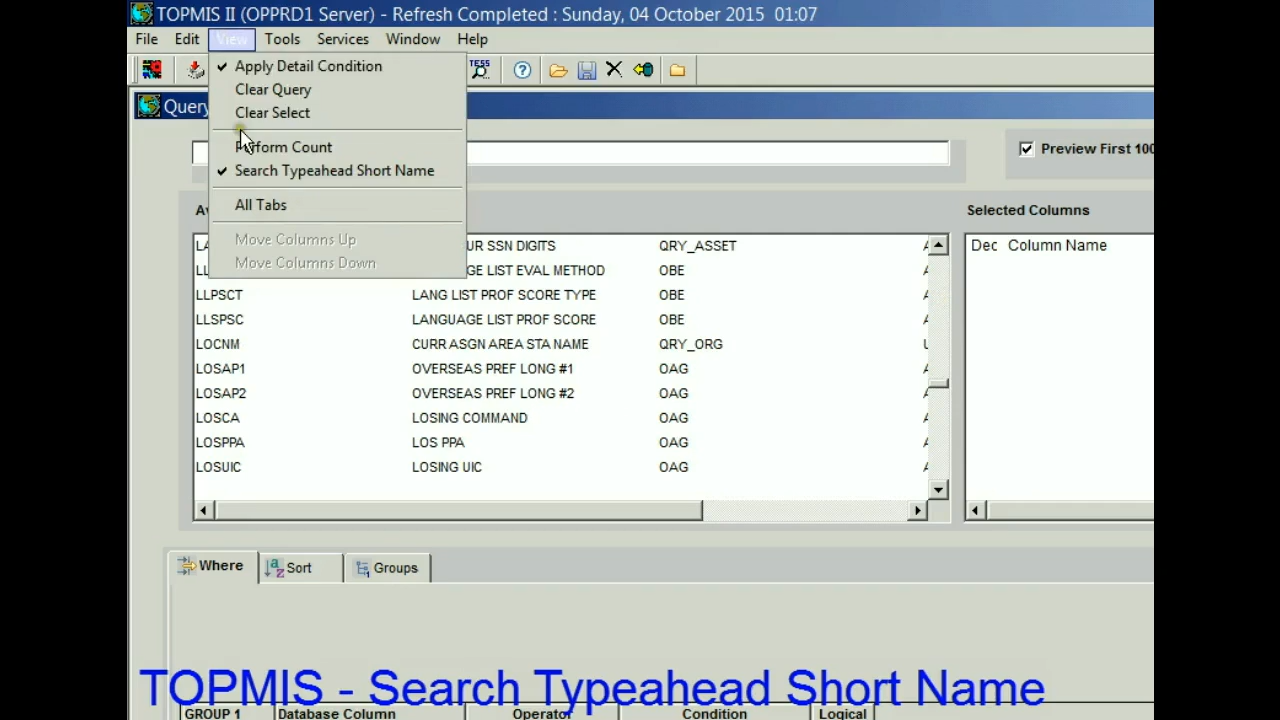 TOPMIS II (OPPRD1 Server) - Refresh Completed : Sunday, 04 October 2015 01:07
File Edit View Tools Services Window Help
TESS
✓ Apply Detail Condition
Clear Query
Query
Clear Select
Perform Count
Preview First 100
✓ Search Typeahead Short Name
All Tabs
Selected Columns
Move Columns Up
UR SSN DIGITS QRY_ASSET
Dec Column Name
Move Columns Down
GE LIST EVAL METHOD OBE
LLPSCT LANG LIST PROF SCORE TYPE OBE
LLSPSC LANGUAGE LIST PROF SCORE OBE
LOCNM CURR ASGN AREA STA NAME QRY_ORG
LOSAP1 OVERSEAS PREF LONG #1 OAG
LOSAP2 OVERSEAS PREF LONG #2 OAG
LOSCA LOSING COMMAND OAG
LOSPPA LOS PPA OAG
LOSUIC LOSING UIC OAG
Where Sort Groups
TOPMIS - Search Typeahead Short Name
GROUP 1 Database Column Operator Condition Logical